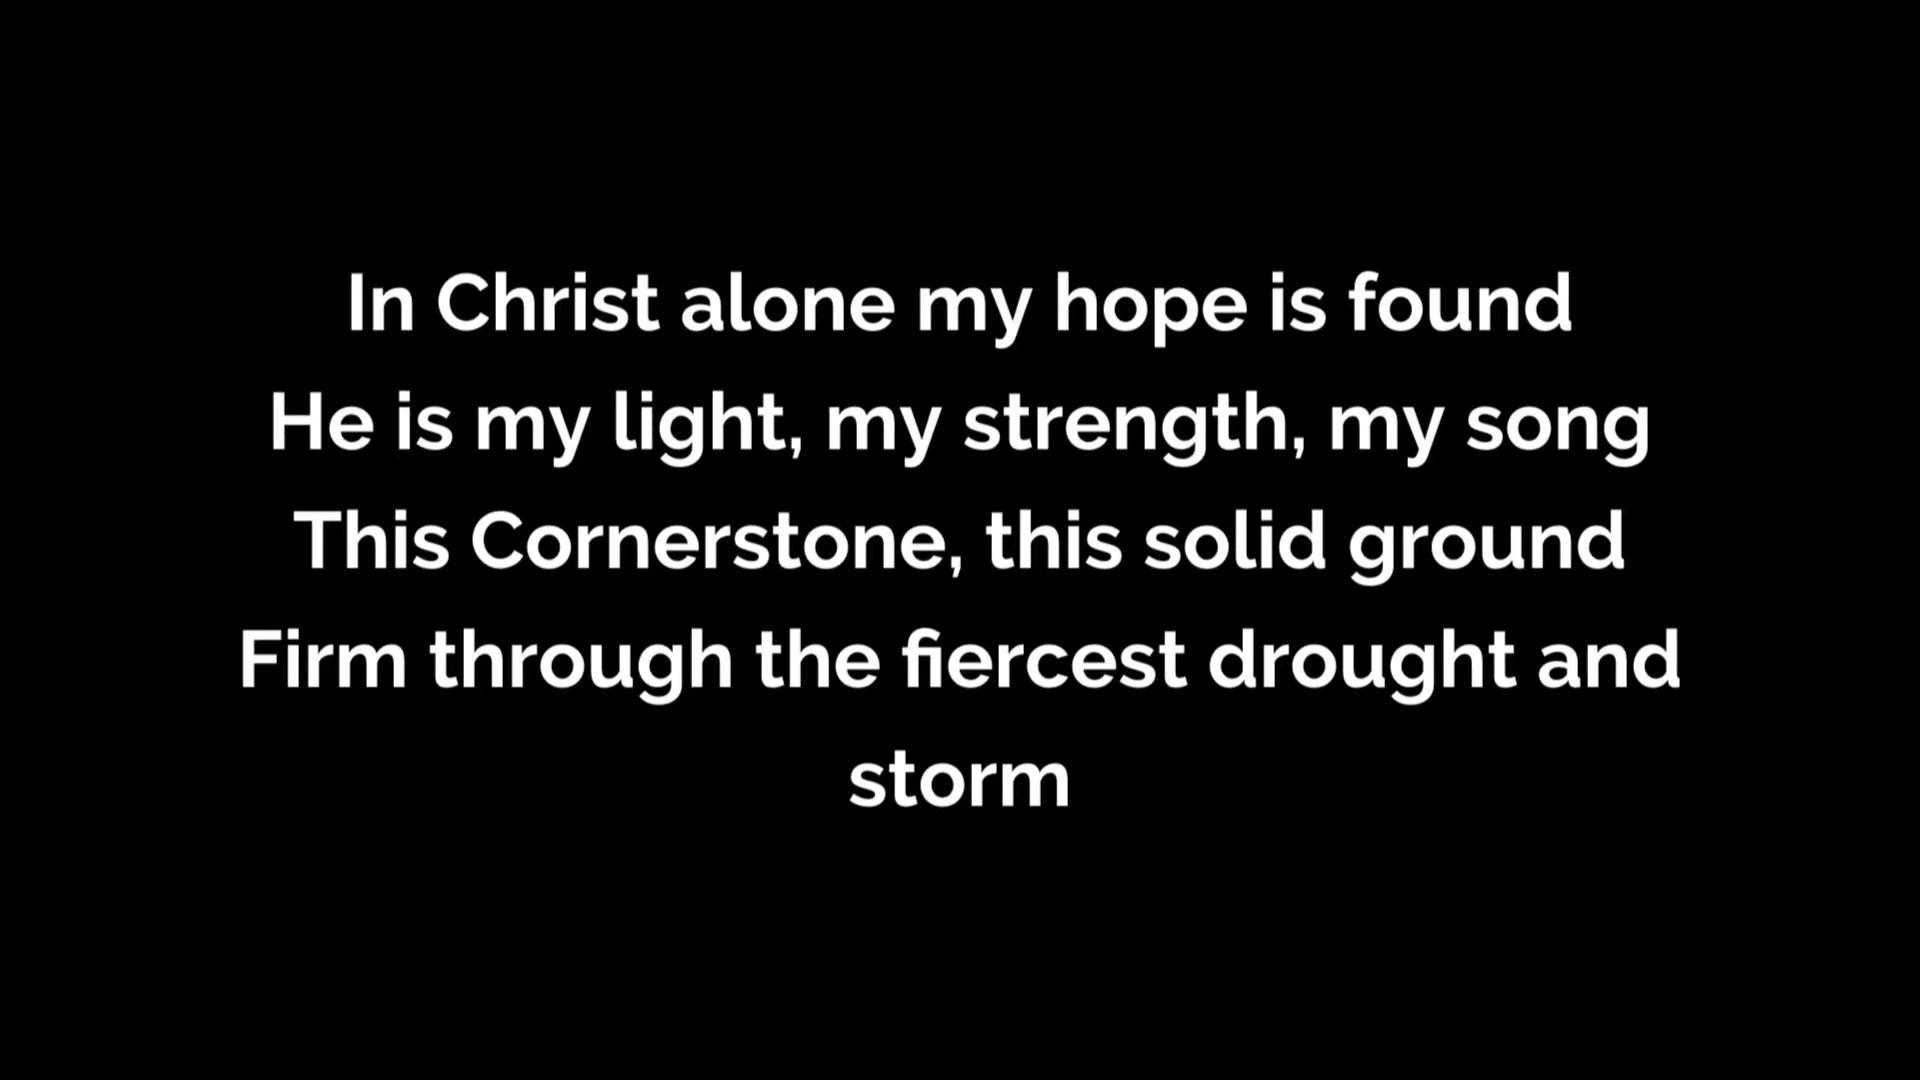 In Christ alone my hope is found
He is my light, my strength, my song
This Cornerstone, this solid ground
Firm through the fiercest drought and
storm